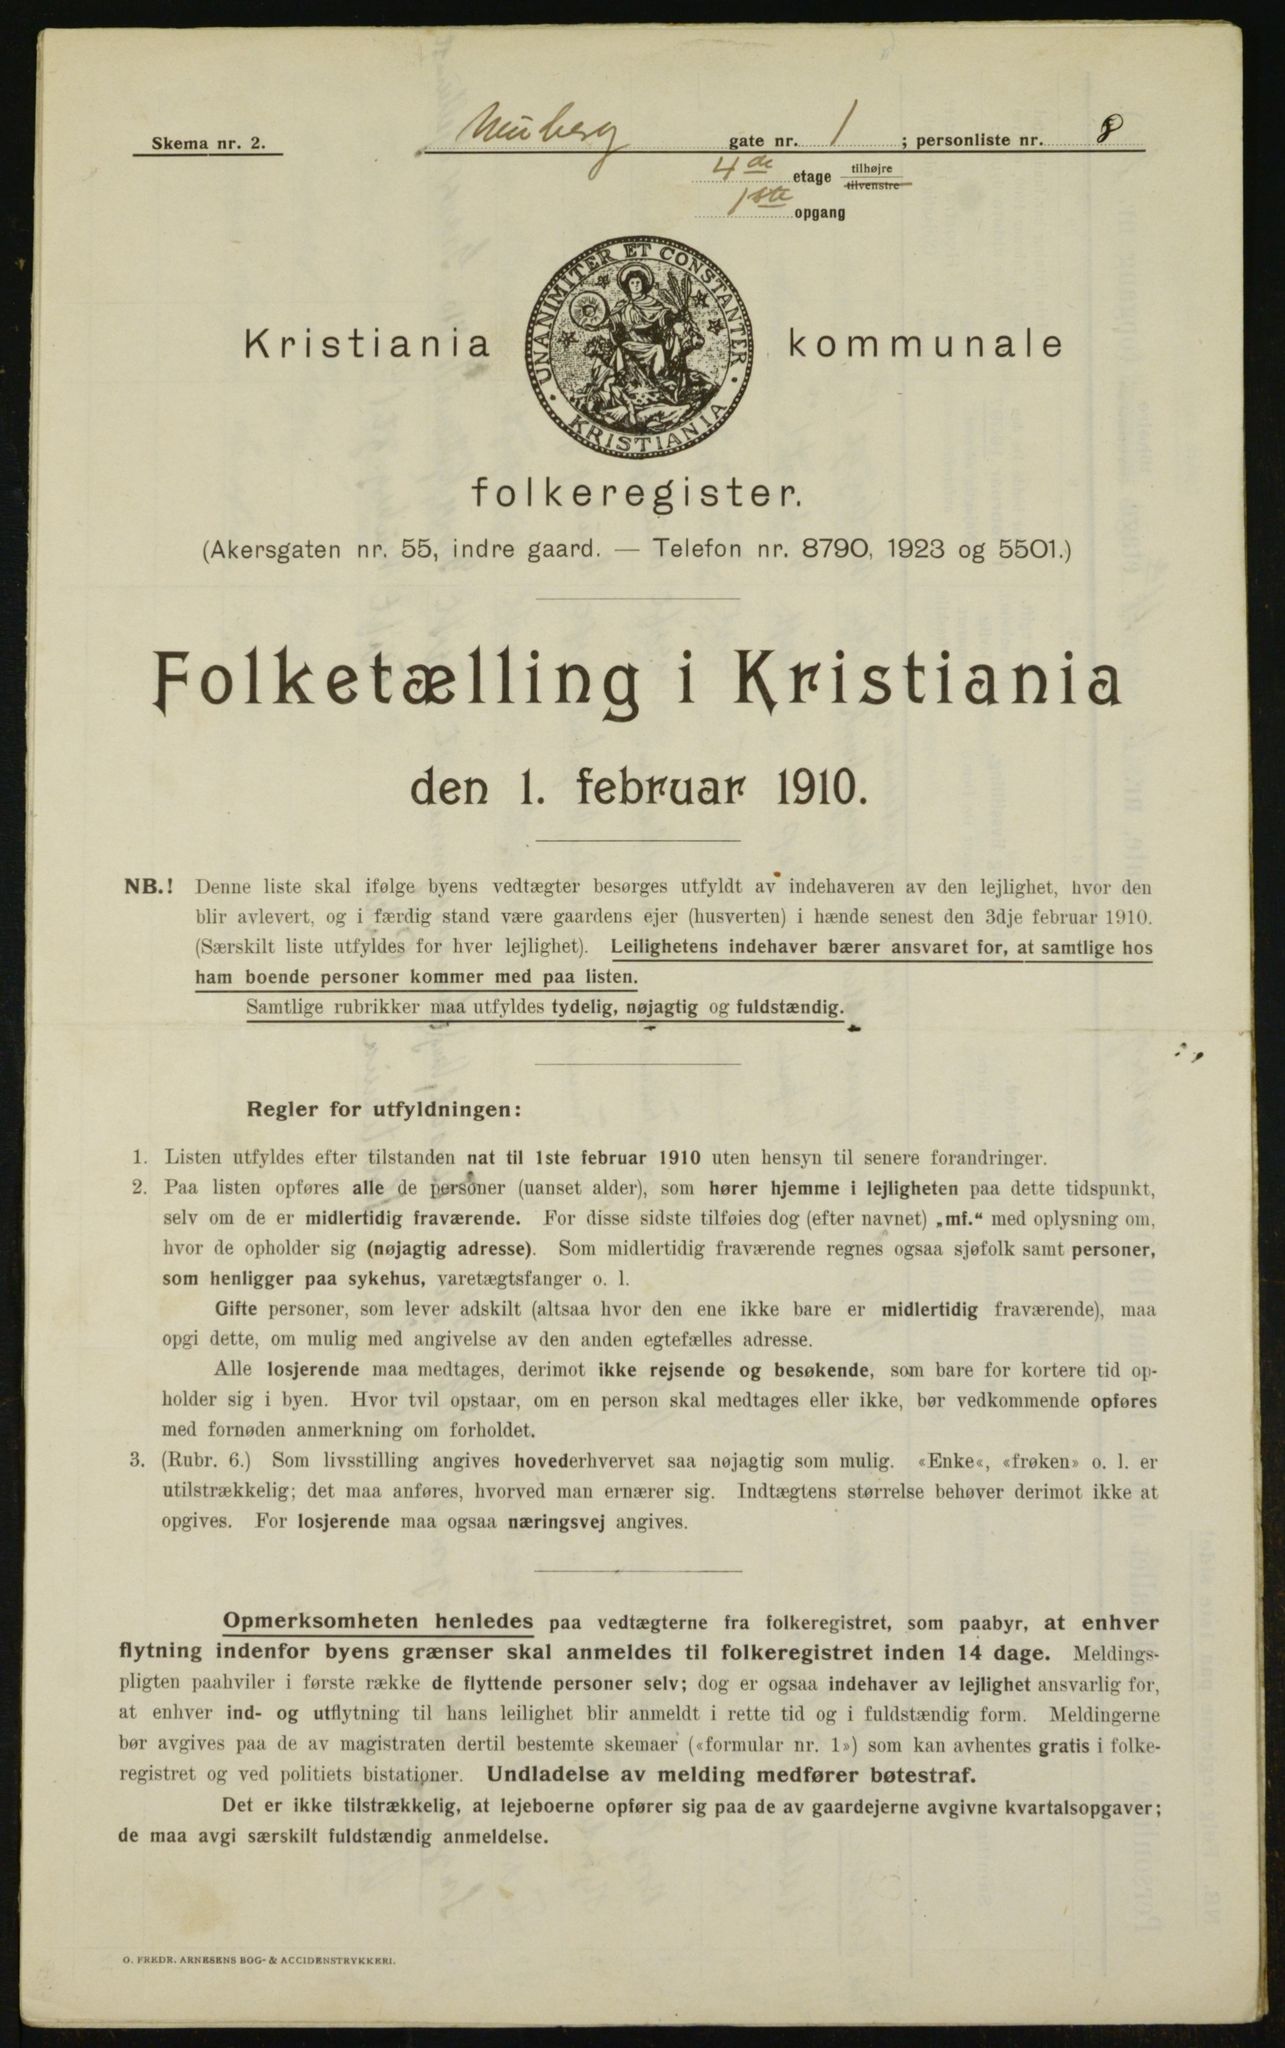 Skema nr. 2.
Neuberg gate nr. 1 ; personliste nr. 8
4de etage tilhøjre
tilvenstre
1ste opgang
UNANIMITER ET CONSTANTER
KRISTIANIA
Kristiania kommunale
folkeregister.
(Akersgaten nr. 55, indre gaard. — Telefon nr. 8790, 1923 og 5501.)
Folketælling i Kristiania
den 1. februar 1910.
NB.! Denne liste skal ifølge byens vedtægter besørges utfyldt av indehaveren av den lejlighet, hvor den
blir avlevert, og i færdig stand være gaardens ejer (husverten) i hænde senest den 3dje februar 1910.
(Særskilt liste utfyldes for hver lejlighet). Leilighetens indehaver bærer ansvaret for, at samtlige hos
ham boende personer kommer med paa listen.
Samtlige rubrikker maa utfyldes tydelig, nøjagtig og fuldstændig.
Regler for utfyldningen:
1. Listen utfyldes efter tilstanden nat til 1ste februar 1910 uten hensyn til senere forandringer.
2. Paa listen opføres alle de personer (uanset alder), som hører hjemme i lejligheten paa dette tidspunkt,
selv om de er midlertidig fraværende. For disse sidste tilføies dog (efter navnet) „mf.“ med oplysning om,
hvor de opholder sig (nøjagtig adresse). Som midlertidig fraværende regnes ogsaa sjøfolk samt personer,
som henligger paa sykehus, varetægtsfanger o. l.
Gifte personer, som lever adskilt (altsaa hvor den ene ikke bare er midlertidig fraværende), maa
opgi dette, om mulig med angivelse av den anden egtefælles adresse.
Alle losjerende maa medtages, derimot ikke rejsende og besøkende, som bare for kortere tid op-
holder sig i byen. Hvor tvil opstaar, om en person skal medtages eller ikke, bør vedkommende opføres
med fornøden anmerkning om forholdet.
3. (Rubr. 6.) Som livsstilling angives hovederhvervet saa nøjagtig som mulig. «Enke«, «frøken» o. l. er
utilstrækkelig; det maa anføres, hvorved man ernærer sig. Indtægtens størrelse behøver derimot ikke at
opgives. For losjerende maa ogsaa næringsvej angives.
Opmerksomheten henledes paa vedtægterne fra folkeregistret, som paabyr, at enhver
flytning indenfor byens grænser skal anmeldes til folkeregistret inden 14 dage. Meldings-
pligten paahviler i første række de flyttende personer selv; dog er ogsaa indehaver av lejlighet ansvarlig for,
at enhver ind- og utflytning til hans leilighet blir anmeldt i rette tid og i fuldstændig form. Meldingerne
bør avgives paa de av magistraten dertil bestemte skemaer («formular nr. 1») som kan avhentes gratis i folke-
registret og ved politiets bistationer. Undladelse av melding medfører bøtestraf.
Det er ikke tilstrækkelig, at lejeboerne opfører sig paa de av gaardejerne avgivne kvartalsopgaver;
de maa avgi særskilt fuldstændig anmeldelse.
O. FREDR. ARNESENS BOG- & ACCIDENSTRYKKERI.